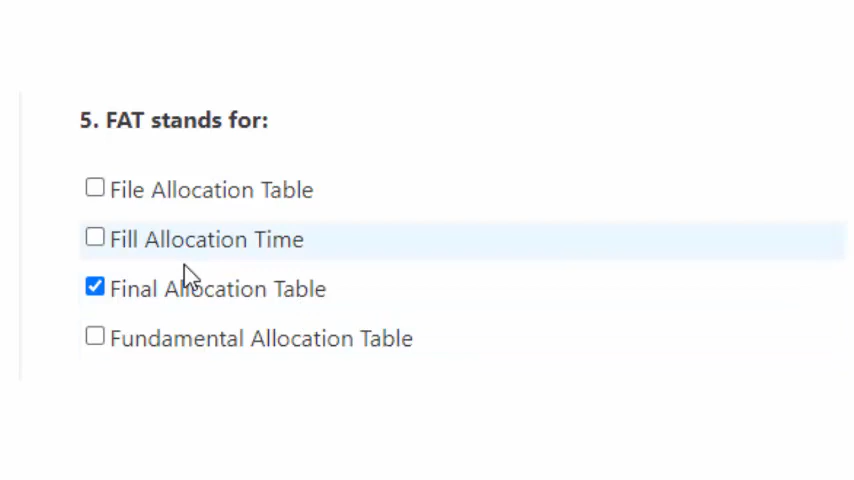 5. FAT stands for:
File Allocation Table
Fill Allocation Time
Final Allocation Table
Fundamental Allocation Table